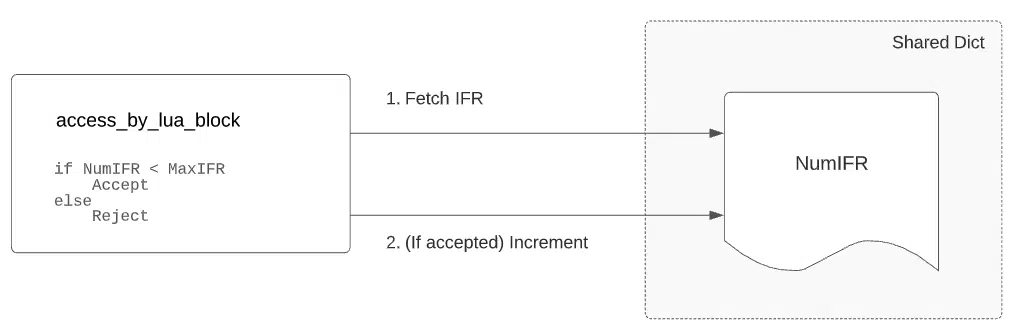 Shared Dict
1. Fetch IFR
access_by_lua_block
NumIFR
if NumIFR < MaxIFR
    Accept
else
    Reject
2. (If accepted) Increment